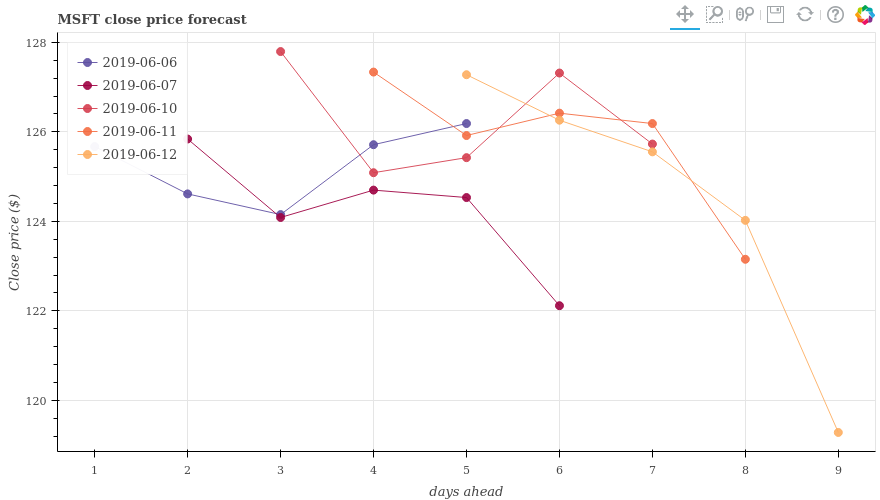 MSFT close price forecast
128
126
124
122
120
Close price ($)
2019-06-06
2019-06-07
2019-06-10
2019-06-11
2019-06-12
1 2 3 4 5 6 7 8 9
days ahead